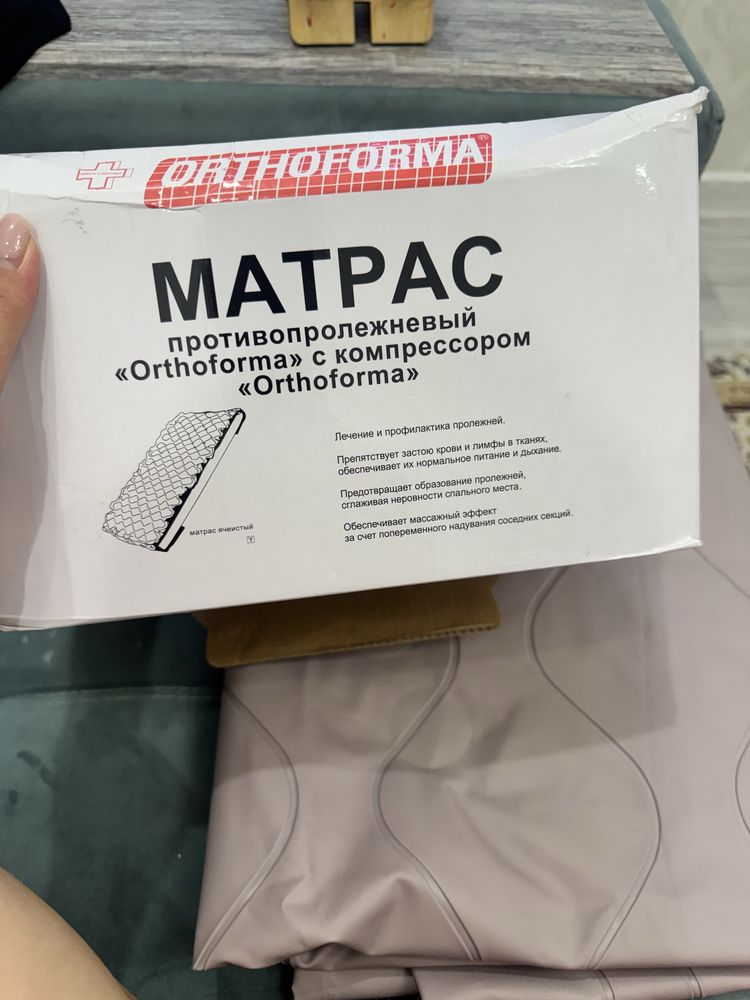 ORTHOFORMA®
МАТРАС
противопролежневый
«Orthoforma» с компрессором
«Orthoforma»
Лечение и профилактика пролежней.
Препятствует застою крови и лимфы в тканях,
обеспечивает их нормальное питание и дыхание.
Предотвращает образование пролежней,
сглаживая неровности спального места.
Обеспечивает массажный эффект
за счет попеременного надувания соседних секций.
матрас ячеистый
Y